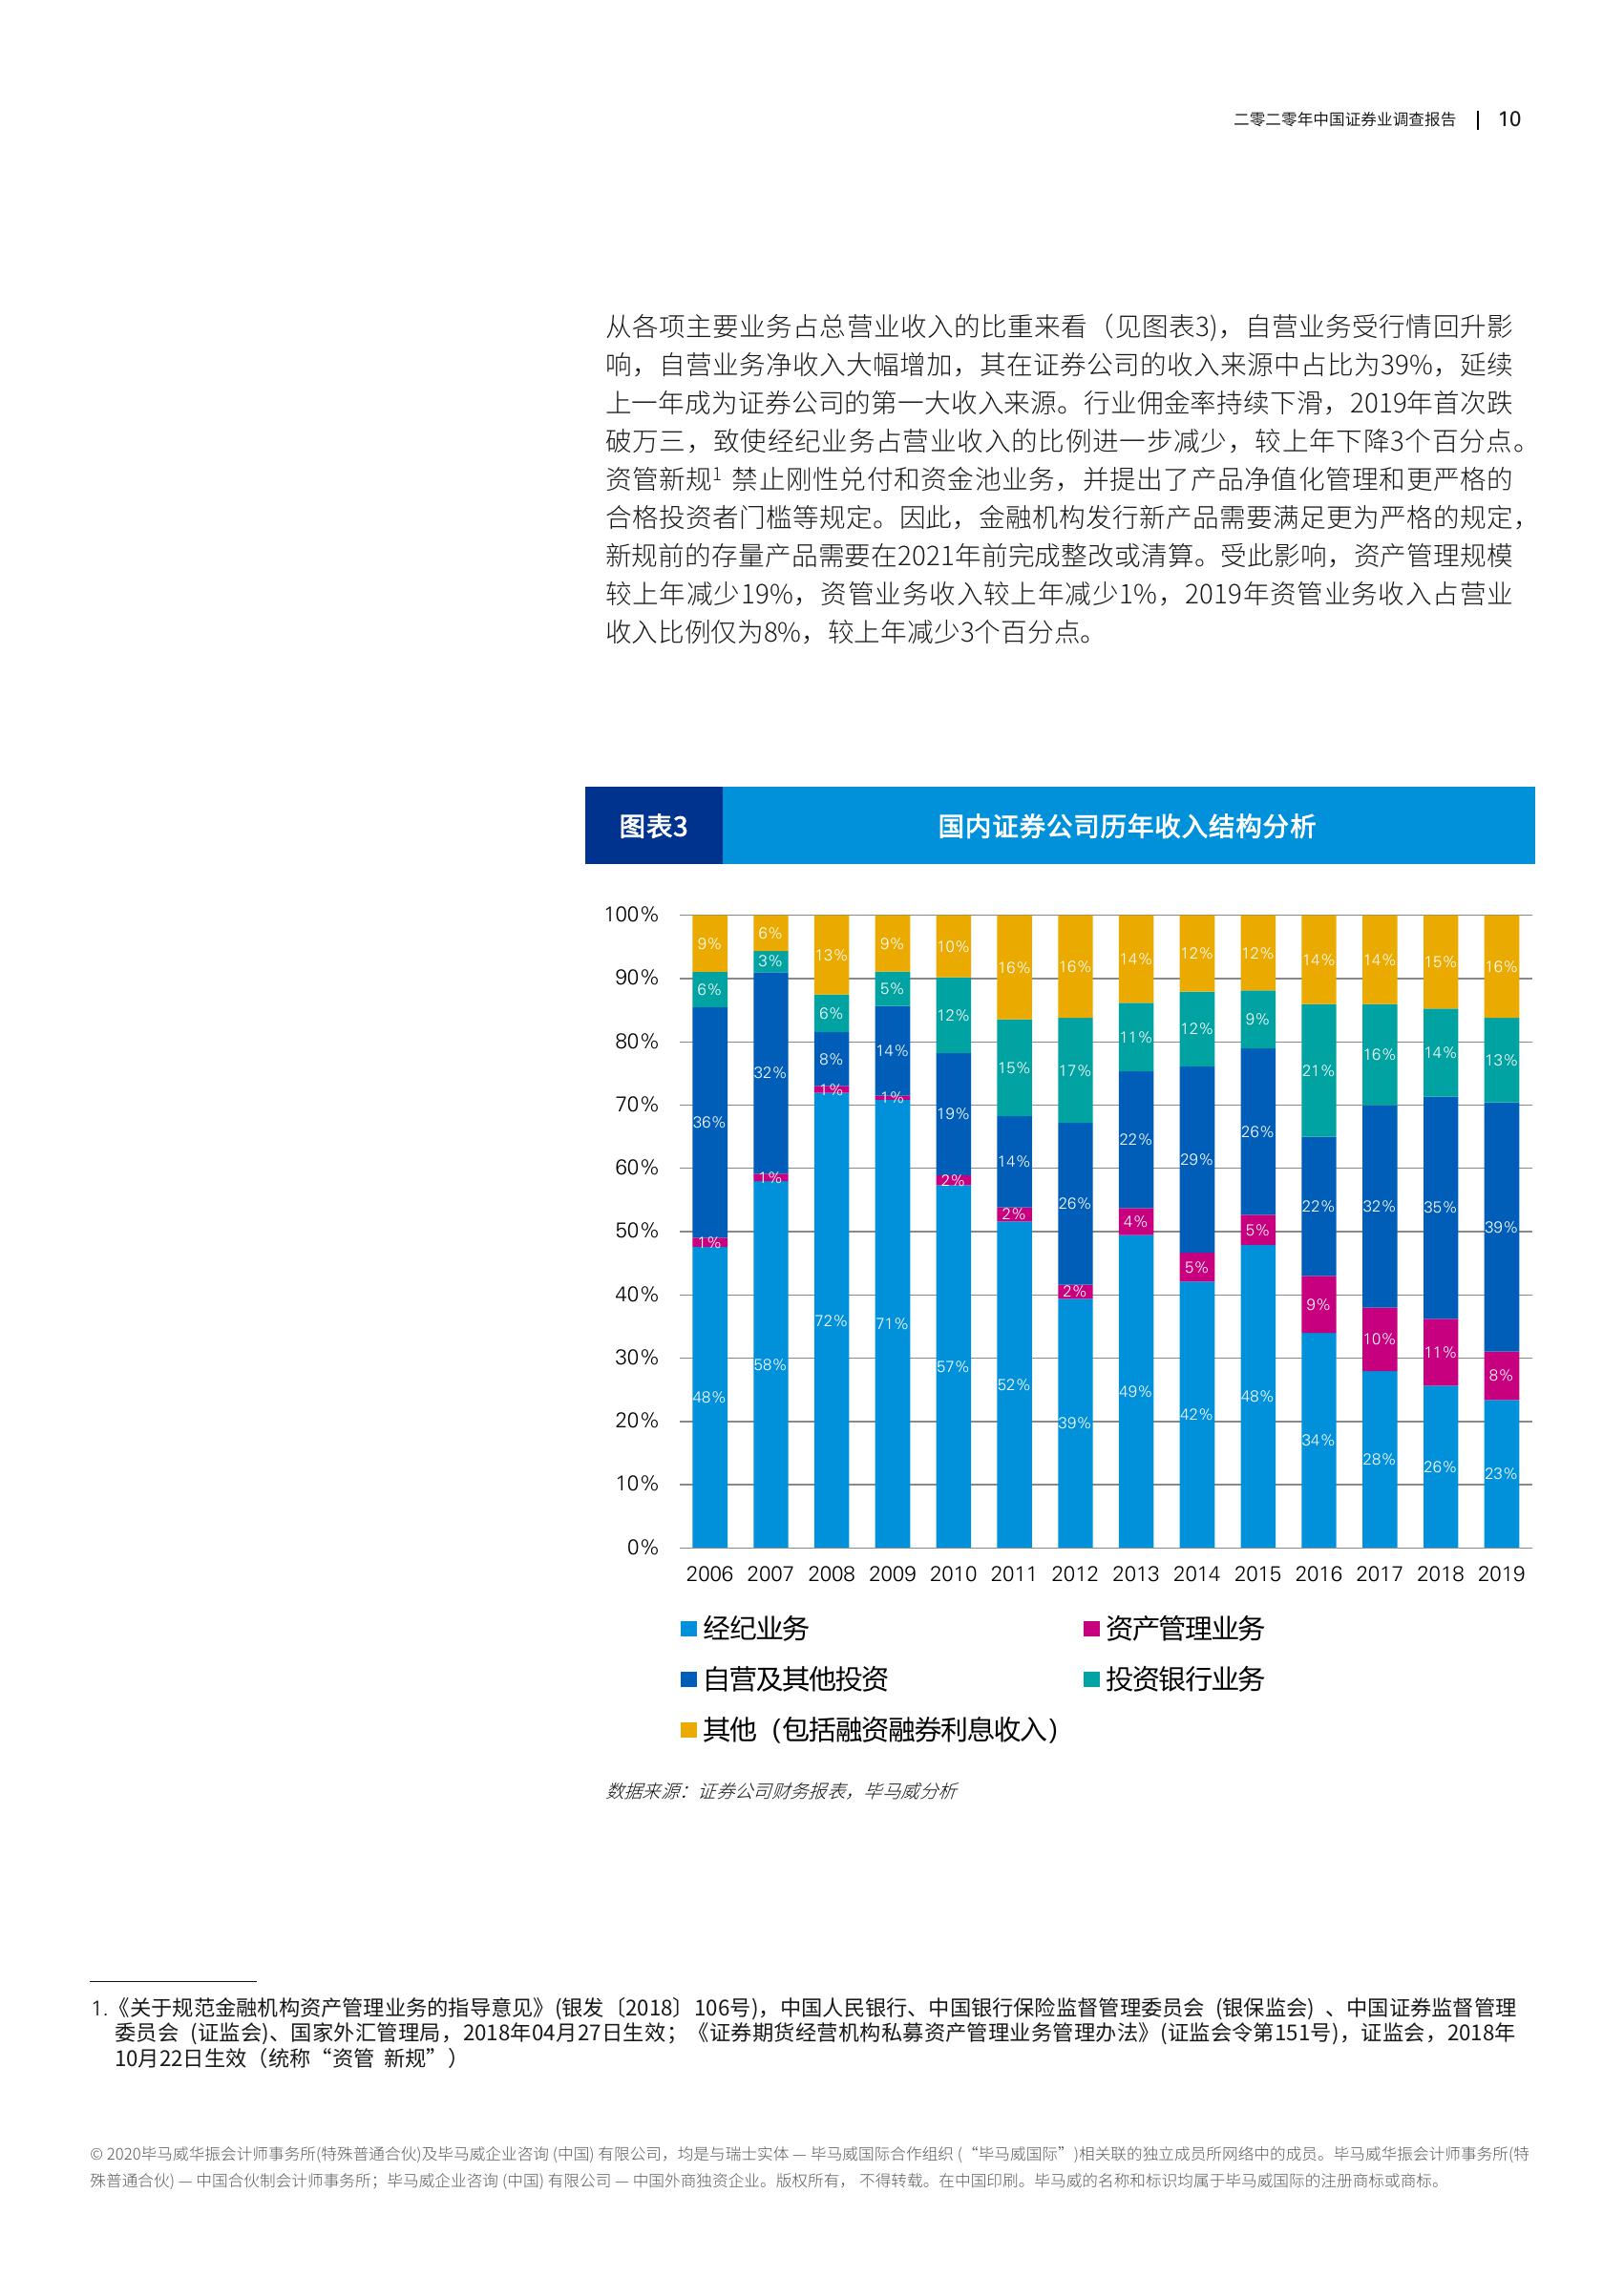 二零二零年中国证券业调查报告 | 10
从各项主要业务占总营业收入的比重来看（见图表3)，自营业务受行情回升影
响，自营业务净收入大幅增加，其在证券公司的收入来源中占比为39%，延续
上一年成为证券公司的第一大收入来源。行业佣金率持续下滑，2019年首次跌
破万三，致使经纪业务占营业收入的比例进一步减少，较上年下降3个百分点。
资管新规1 禁止刚性兑付和资金池业务，并提出了产品净值化管理和更严格的
合格投资者门槛等规定。因此，金融机构发行新产品需要满足更为严格的规定，
新规前的存量产品需要在2021年前完成整改或清算。受此影响，资产管理规模
较上年减少19%，资管业务收入较上年减少1%，2019年资管业务收入占营业
收入比例仅为8%，较上年减少3个百分点。
图表3 国内证券公司历年收入结构分析
100%
90%
80%
70%
60%
50%
40%
30%
20%
10%
0%
9% 6% 13% 9% 10% 16% 16% 14% 12% 12% 14% 14% 15% 16%
6% 3% 6% 5% 12% 15% 17% 11% 12% 9% 21% 16% 14% 13%
36% 32% 8% 14% 19% 14% 26% 22% 29% 26% 22% 32% 35% 39%
1% 1% 1% 1% 2% 2% 2% 4% 5% 5% 9% 10% 11% 8%
48% 58% 72% 71% 57% 52% 39% 49% 42% 48% 34% 28% 26% 23%
2006 2007 2008 2009 2010 2011 2012 2013 2014 2015 2016 2017 2018 2019
经纪业务 资产管理业务
自营及其他投资 投资银行业务
其他（包括融资融券利息收入）
数据来源：证券公司财务报表，毕马威分析
1.《关于规范金融机构资产管理业务的指导意见》(银发〔2018〕106号)，中国人民银行、中国银行保险监督管理委员会 (银保监会) 、中国证券监督管理
委员会 (证监会)、国家外汇管理局，2018年04月27日生效；《证券期货经营机构私募资产管理业务管理办法》(证监会令第151号)，证监会，2018年
10月22日生效（统称“资管 新规”）
© 2020毕马威华振会计师事务所(特殊普通合伙)及毕马威企业咨询 (中国) 有限公司，均是与瑞士实体 — 毕马威国际合作组织 (“毕马威国际”)相关联的独立成员所网络中的成员。毕马威华振会计师事务所(特
殊普通合伙) — 中国合伙制会计师事务所；毕马威企业咨询 (中国) 有限公司 — 中国外商独资企业。版权所有， 不得转载。在中国印刷。毕马威的名称和标识均属于毕马威国际的注册商标或商标。